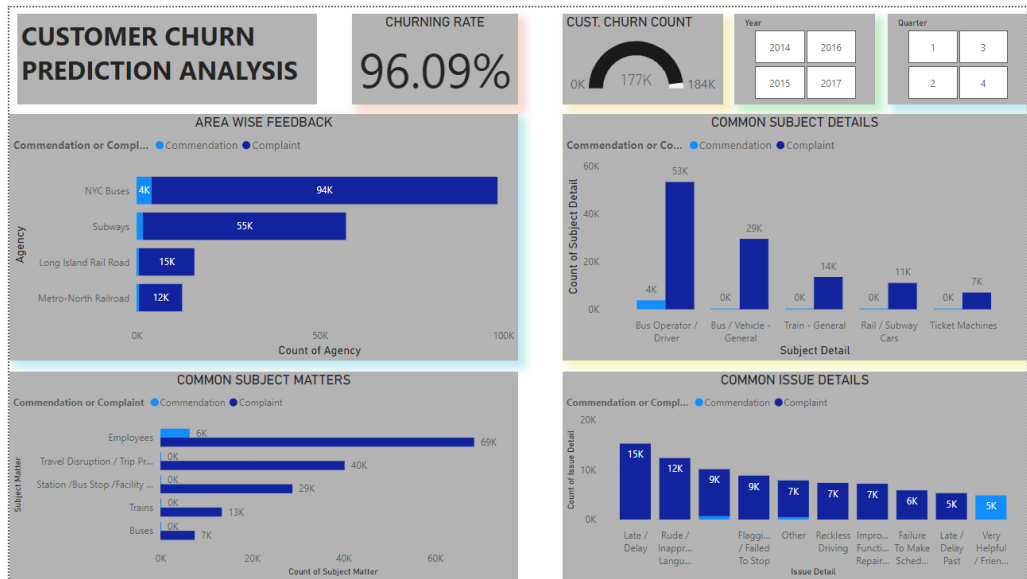 CUSTOMER CHURN
PREDICTION ANALYSIS
CHURNING RATE
96.09%
CUST. CHURN COUNT
0K
177K
184K
Year
2014
2016
2015
2017
Quarter
1
3
2
4
AREA WISE FEEDBACK
Commendation or Compl... Commendation Complaint
Agency
NYC Buses
4K
94K
Subways
55K
Long Island Rail Road
15K
Metro-North Railroad
12K
0K
50K
100K
Count of Agency
COMMON SUBJECT DETAILS
Commendation or Co... Commendation Complaint
Count of Subject Detail
60K
40K
20K
0K
4K
53K
0K
29K
0K
14K
0K
11K
0K
7K
Bus Operator /
Driver
Bus / Vehicle -
General
Train - General
Rail / Subway
Cars
Ticket Machines
Subject Detail
COMMON SUBJECT MATTERS
Commendation or Complaint Commendation Complaint
Subject Matter
Employees
6K
69K
Travel Disruption / Trip Pr...
0K
40K
Station /Bus Stop /Facility ...
0K
29K
Trains
0K
13K
Buses
0K
7K
0K
20K
40K
60K
Count of Subject Matter
COMMON ISSUE DETAILS
Commendation or Compl... Commendation Complaint
Count of Issue Detail
20K
10K
0K
15K
12K
9K
9K
7K
7K
7K
6K
5K
5K
Late /
Delay
Rude /
Inappr...
Langu...
Flaggi...
/ Failed
To Stop
Other
Reckless
Driving
Impro...
Functi...
Repair...
Failure
To Make
Sched...
Late /
Delay
Past
Very
Helpful
/ Frien...
Issue Detail